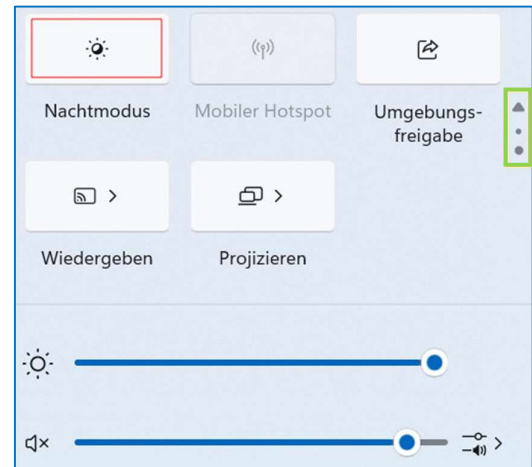 Nachtmodus
Mobiler Hotspot
Umgebungs-
freigabe
Wiedergeben
Projizieren